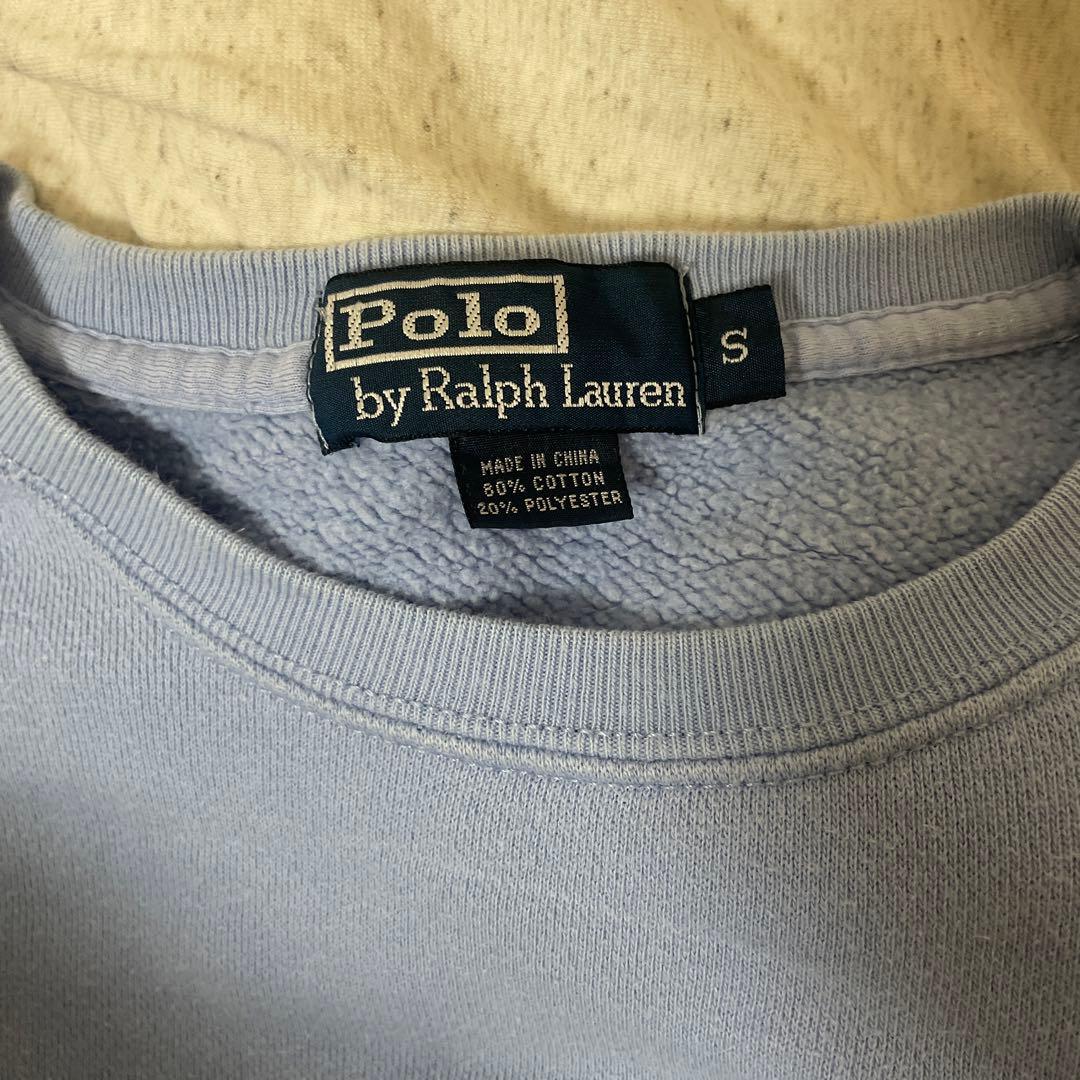 Polo
by Ralph Lauren
S
MADE IN CHINA
80% COTTON
20% POLYESTER